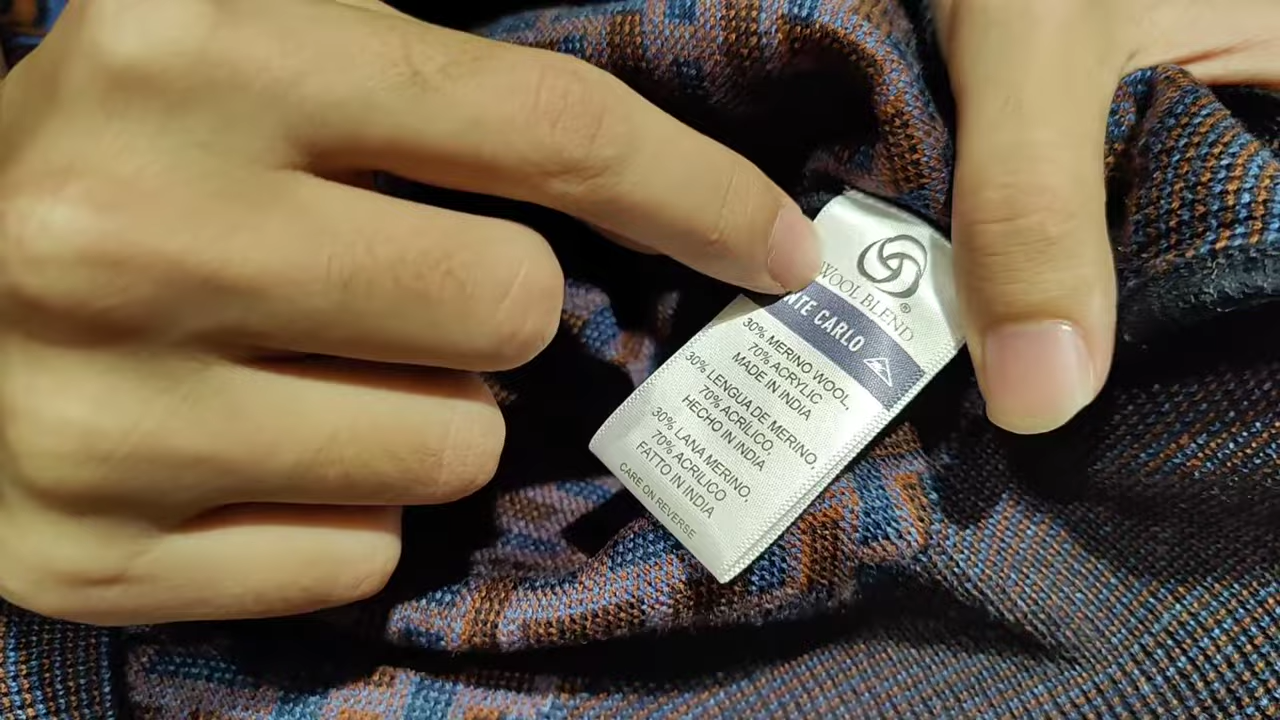 WOOL BLEND
®
NTE CARLO
30% MERINO WOOL,
70% ACRYLIC
MADE IN INDIA
30% LENGUA DE MERINO,
70% ACRÍLICO,
HECHO IN INDIA
30% LANA MERINO,
70% ACRILICO
FATTO IN INDIA
CARE ON REVERSE